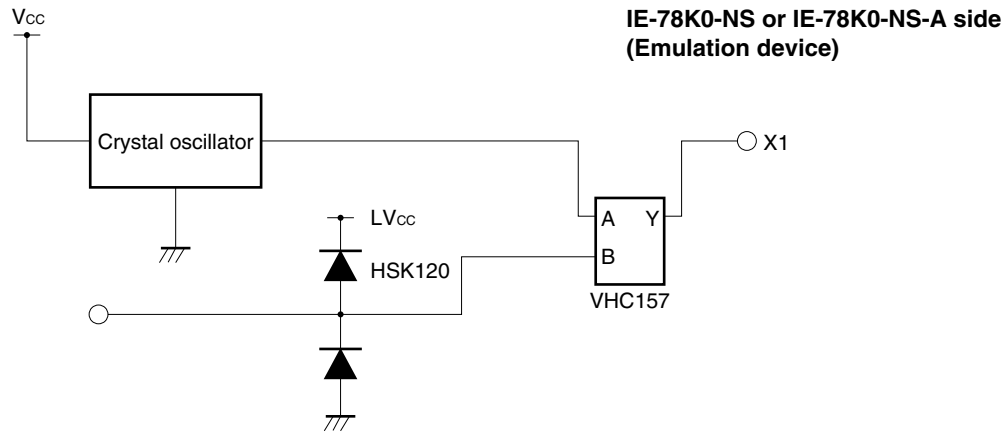 IE-78K0-NS or IE-78K0-NS-A side
(Emulation device)
VCC
Crystal oscillator
X1
LVCC
A Y
HSK120
B
VHC157